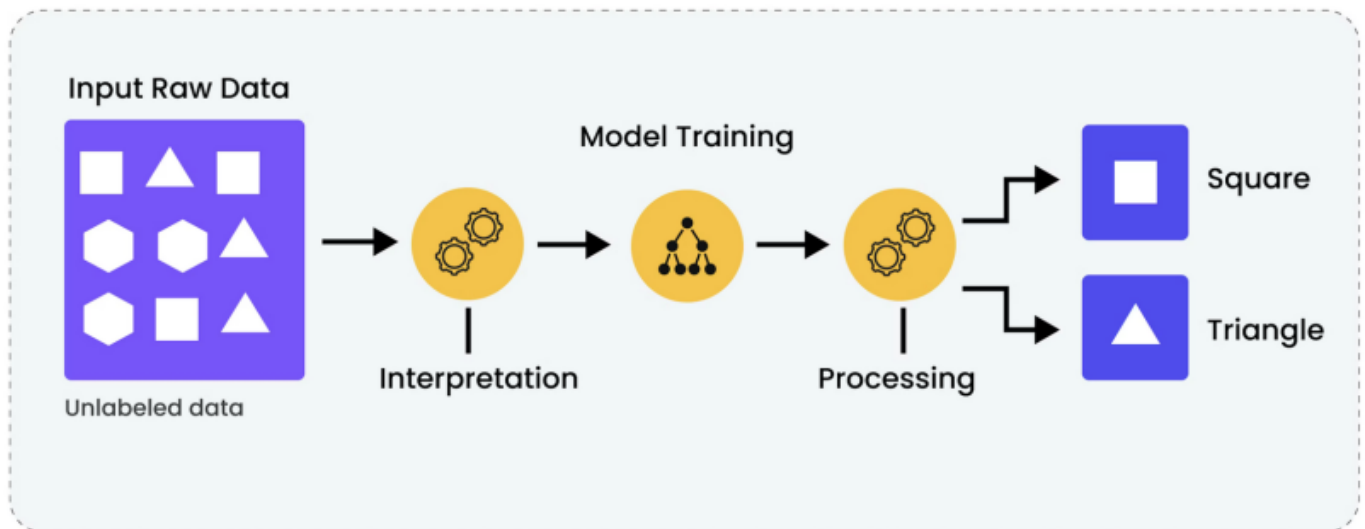 Input Raw Data
Model Training
Square
Triangle
Interpretation
Processing
Unlabeled data